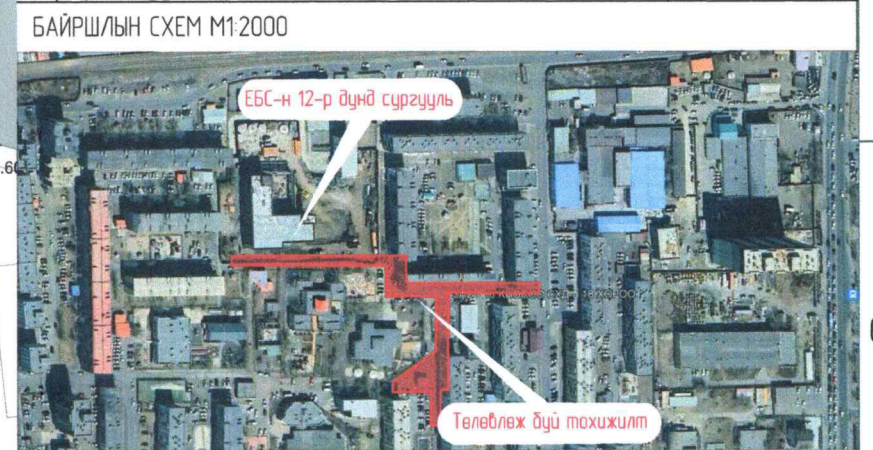 БАЙРШЛЫН СХЕМ М1:2000
ЕБС-н 12-р дунд сургууль
Төлөвлөж буй тохижилт